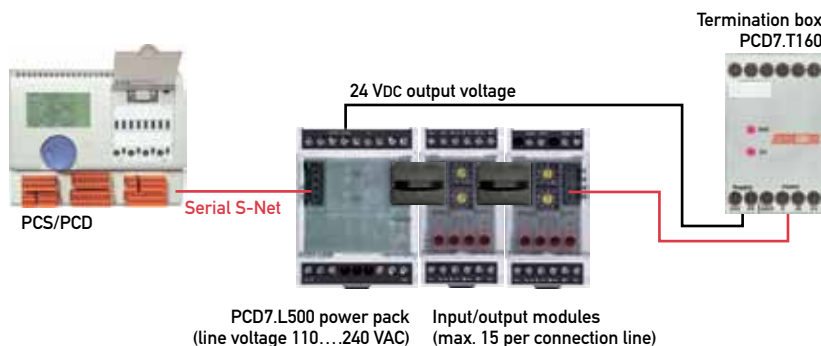 Termination box
PCD7.T160
24 VDC output voltage
PCS/PCD
Serial S-Net
PCD7.L500 power pack
(line voltage 110....240 VAC)
Input/output modules
(max. 15 per connection line)